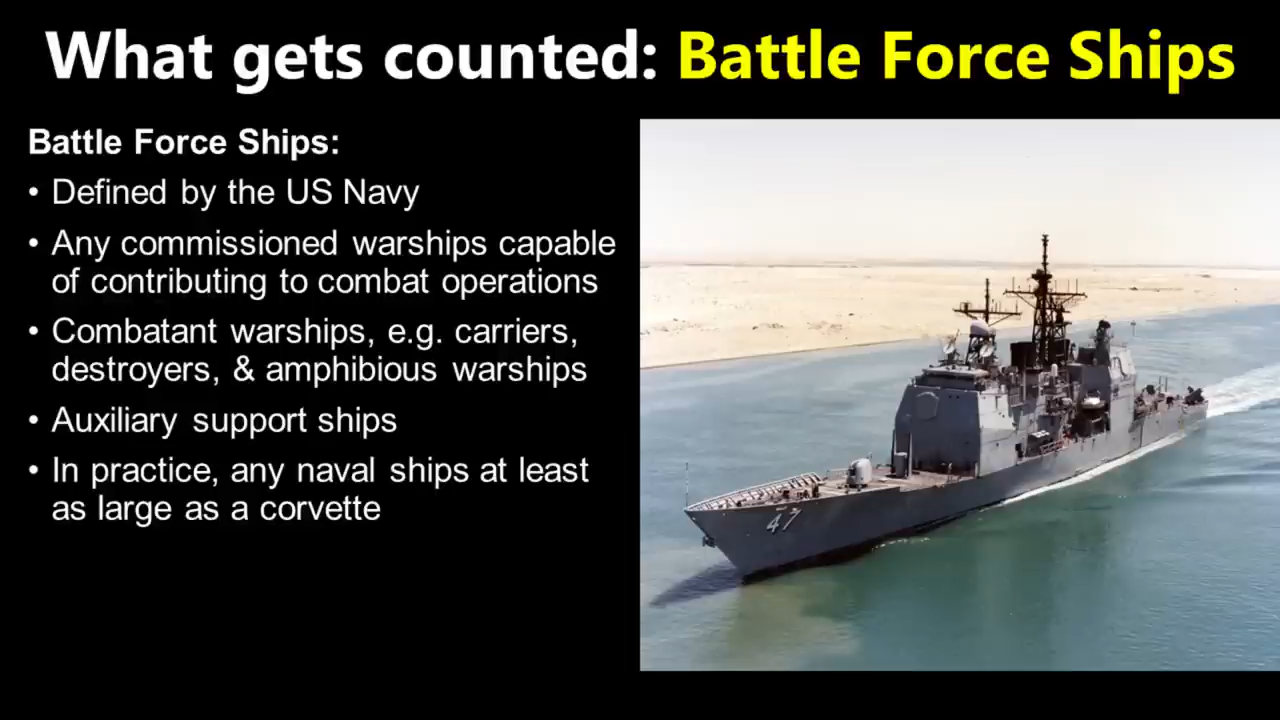 What gets counted: Battle Force Ships
Battle Force Ships:
• Defined by the US Navy
• Any commissioned warships capable
of contributing to combat operations
• Combatant warships, e.g. carriers,
destroyers, & amphibious warships
• Auxiliary support ships
• In practice, any naval ships at least
as large as a corvette
47